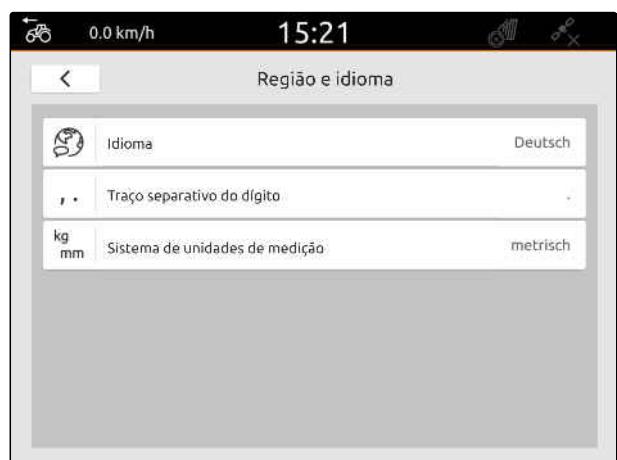 0.0 km/h
15:21
Região e idioma
Idioma
Deutsch
, .
Traço separativo do dígito
.
kg
mm
Sistema de unidades de medição
metrisch